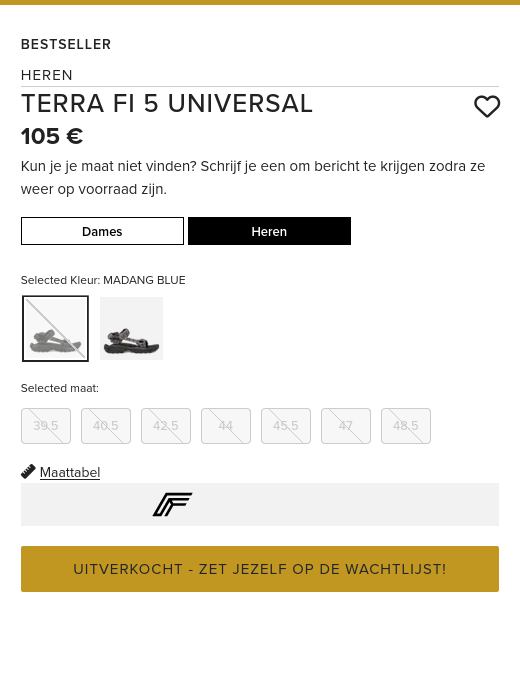 BESTSELLER
HEREN
TERRA FI 5 UNIVERSAL
105 €
Kun je je maat niet vinden? Schrijf je een om bericht te krijgen zodra ze
weer op voorraad zijn.
Dames Heren
Selected Kleur: MADANG BLUE
Selected maat:
39.5 40.5 42.5 44 45.5 47 48.5
Maattabel
UITVERKOCHT - ZET JEZELF OP DE WACHTLIJST!